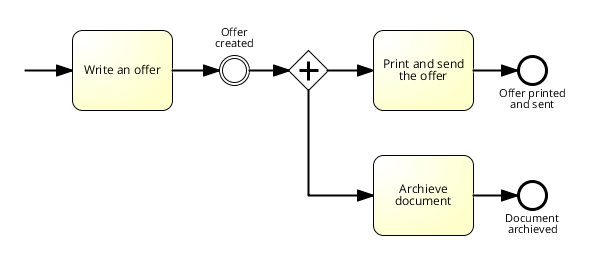 Offer
created
Write an offer
Print and send
the offer
Offer printed
and sent
Archieve
document
Document
archieved